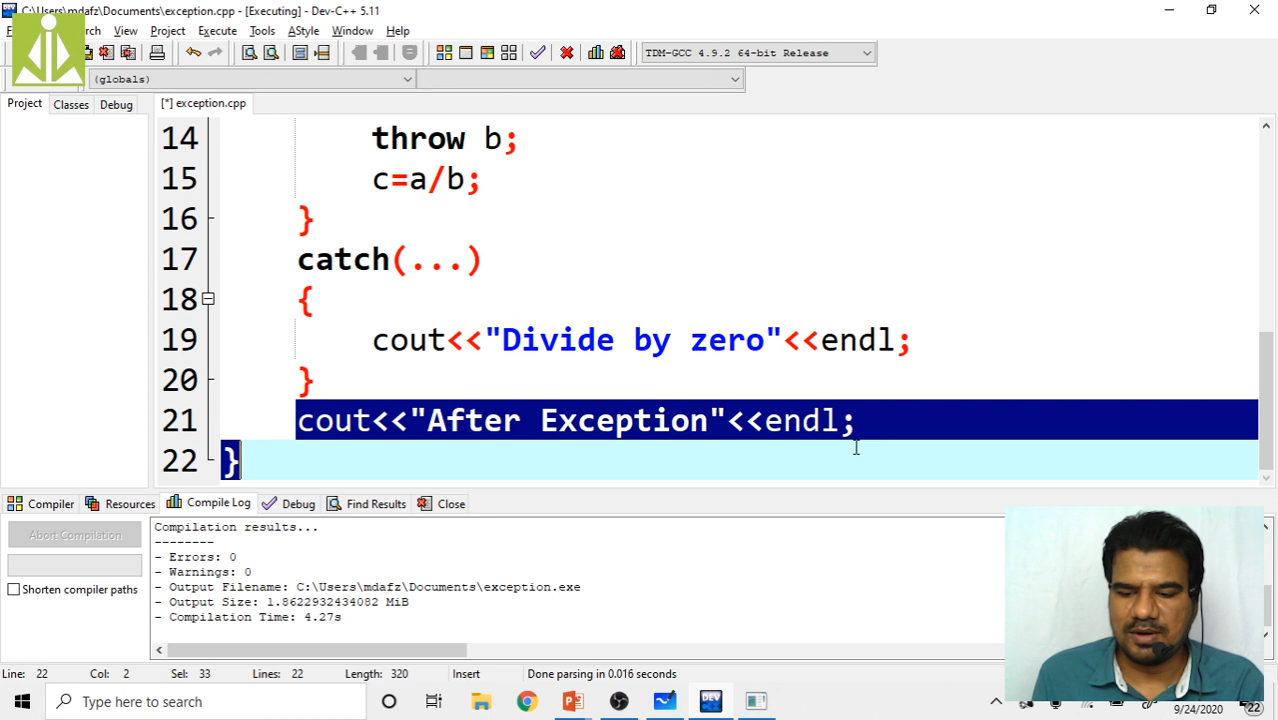 C:\Users\mdafz\Documents\exception.cpp - [Executing] - Dev-C++ 5.11
View Project Execute Tools AStyle Window Help
TDM-GCC 4.9.2 64-bit Release
(globals)
Project Classes Debug [*] exception.cpp
14 throw b;
15 c=a/b;
16 }
17 catch(...)
18 {
19 cout<<"Divide by zero"<<endl;
20 }
21 cout<<"After Exception"<<endl;
22 }
Compiler Resources Compile Log Debug Find Results Close
Abort Compilation
Shorten compiler paths
Compilation results...
--------
- Errors: 0
- Warnings: 0
- Output Filename: C:\Users\mdafz\Documents\exception.exe
- Output Size: 1.8622932434082 MiB
- Compilation Time: 4.27s
Line: 22 Col: 2 Sel: 33 Lines: 22 Length: 320 Insert Done parsing in 0.016 seconds
Type here to search
DEV
9/24/2020
22